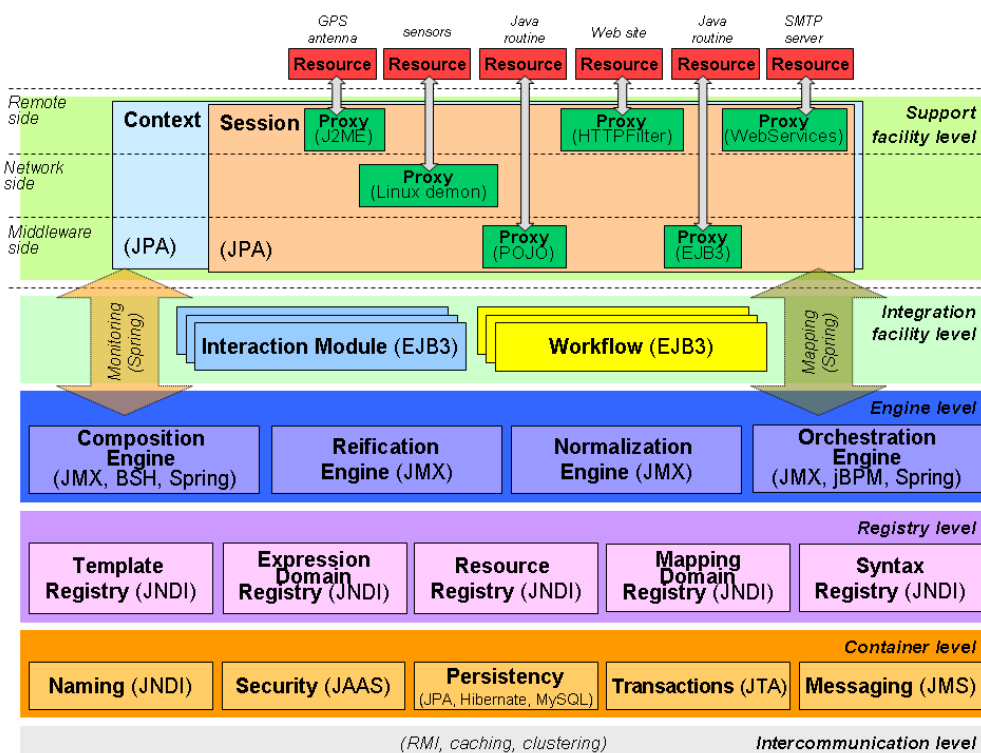 GPS
antenna
sensors
Java
routine
Web site
Java
routine
SMTP
server
Resource
Resource
Resource
Resource
Resource
Resource
Remote
side
Context
Session
Proxy
(J2ME)
Proxy
(HTTPFilter)
Proxy
(WebServices)
Support
facility level
Network
side
Proxy
(Linux demon)
Middleware
side
(JPA)
(JPA)
Proxy
(POJO)
Proxy
(EJB3)
Monitoring
(Spring)
Interaction Module (EJB3)
Workflow (EJB3)
Mapping
(Spring)
Integration
facility level
Engine level
Composition
Engine
(JMX, BSH, Spring)
Reification
Engine (JMX)
Normalization
Engine (JMX)
Orchestration
Engine
(JMX, jBPM, Spring)
Registry level
Template
Registry (JNDI)
Expression
Domain
Registry (JNDI)
Resource
Registry (JNDI)
Mapping
Domain
Registry (JNDI)
Syntax
Registry (JNDI)
Container level
Naming (JNDI)
Security (JAAS)
Persistency
(JPA, Hibernate, MySQL)
Transactions (JTA)
Messaging (JMS)
(RMI, caching, clustering)
Intercommunication level